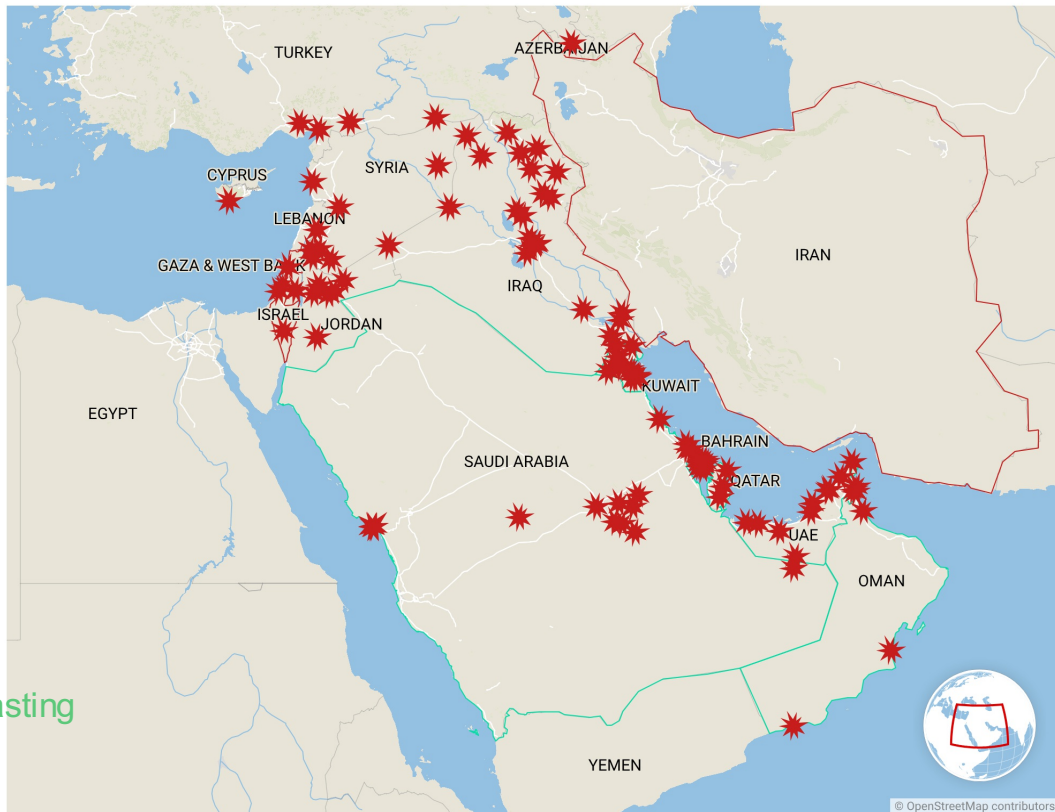 TURKEY
AZERBAIJAN
SYRIA
CYPRUS
LEBANON
GAZA & WEST BANK
IRAN
IRAQ
ISRAEL
JORDAN
KUWAIT
EGYPT
BAHRAIN
SAUDI ARABIA
QATAR
UAE
OMAN
asting
YEMEN
© OpenStreetMap contributors